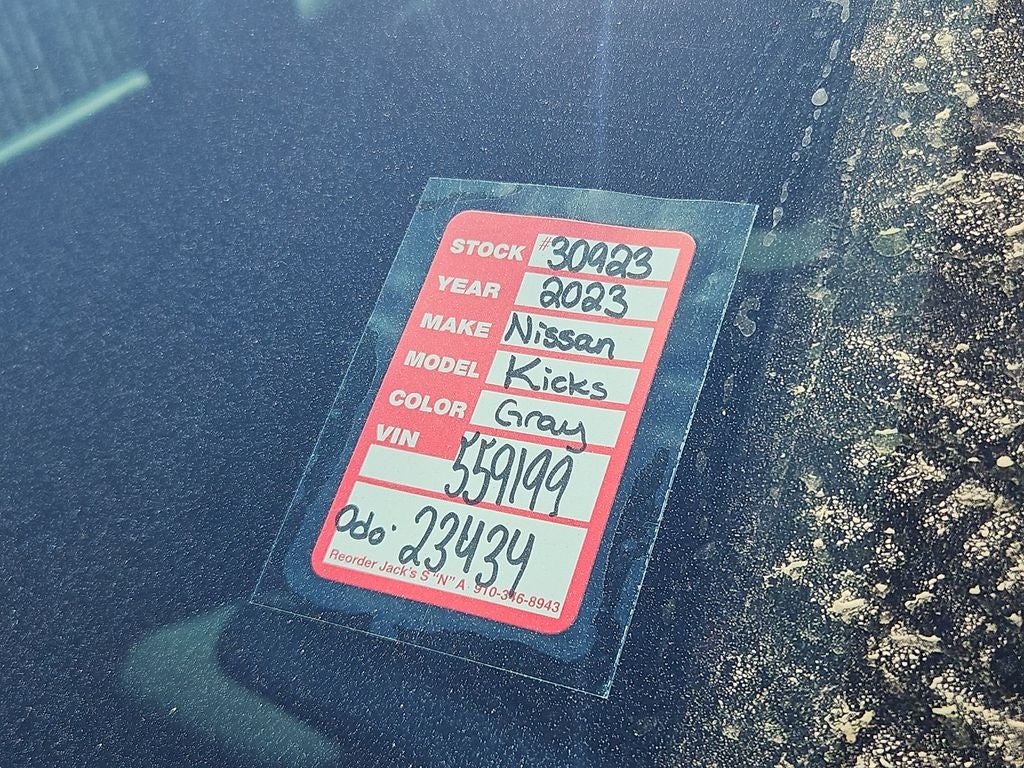 STOCK #30923
YEAR 2023
MAKE Nissan
MODEL Kicks
COLOR Gray
VIN
559199
Odo: 23434
Reorder Jack's S "N" A 910-346-8943